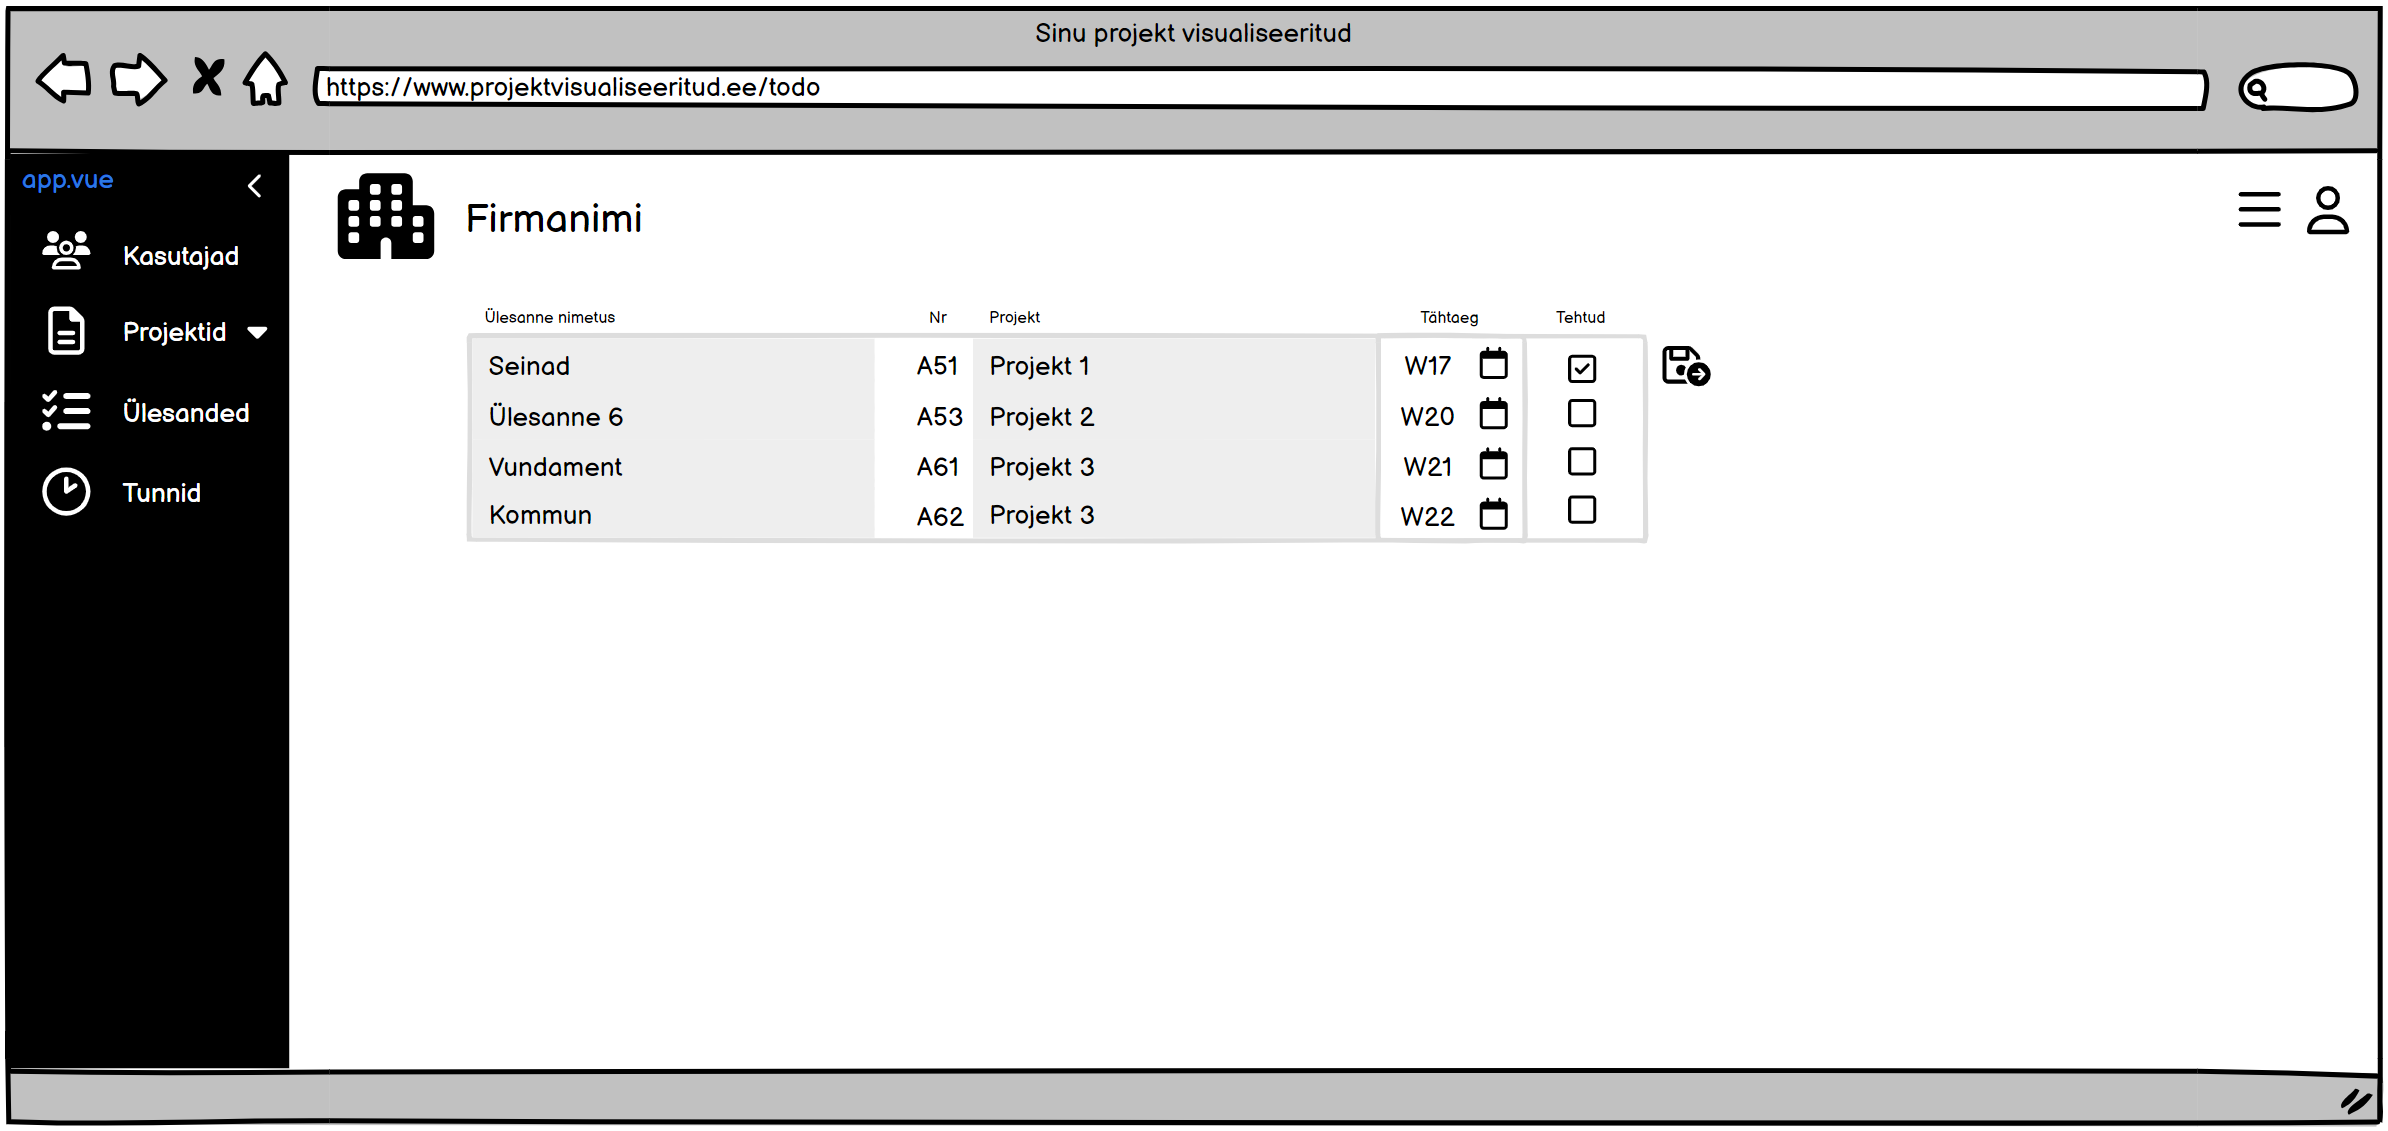 Sinu projekt visualiseeritud
https://www.projektvisualiseeritud.ee/todo
app.vue
Kasutajad
Projektid
Ülesanded
Tunnid
Firmanimi
Ülesanne nimetus Nr Projekt Tähtaeg Tehtud
Seinad A51 Projekt 1 W17
Ülesanne 6 A53 Projekt 2 W20
Vundament A61 Projekt 3 W21
Kommun A62 Projekt 3 W22